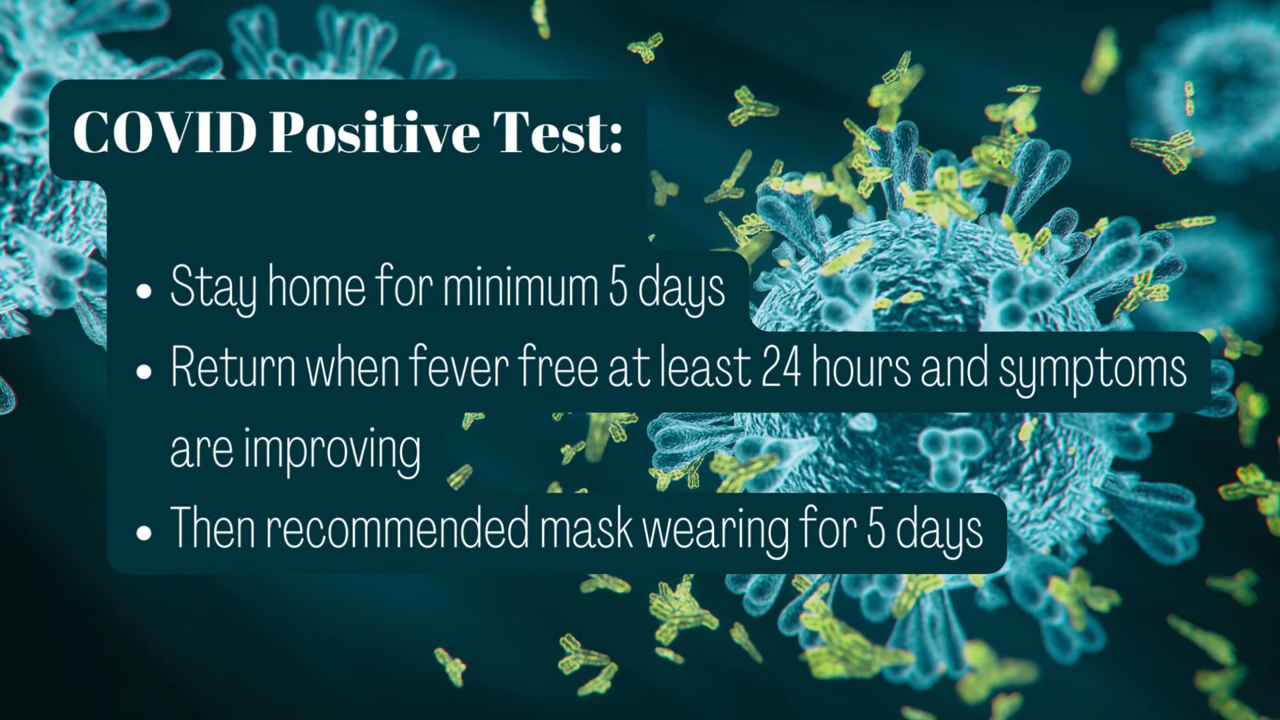 COVID Positive Test:
• Stay home for minimum 5 days
• Return when fever free at least 24 hours and symptoms
are improving
• Then recommended mask wearing for 5 days